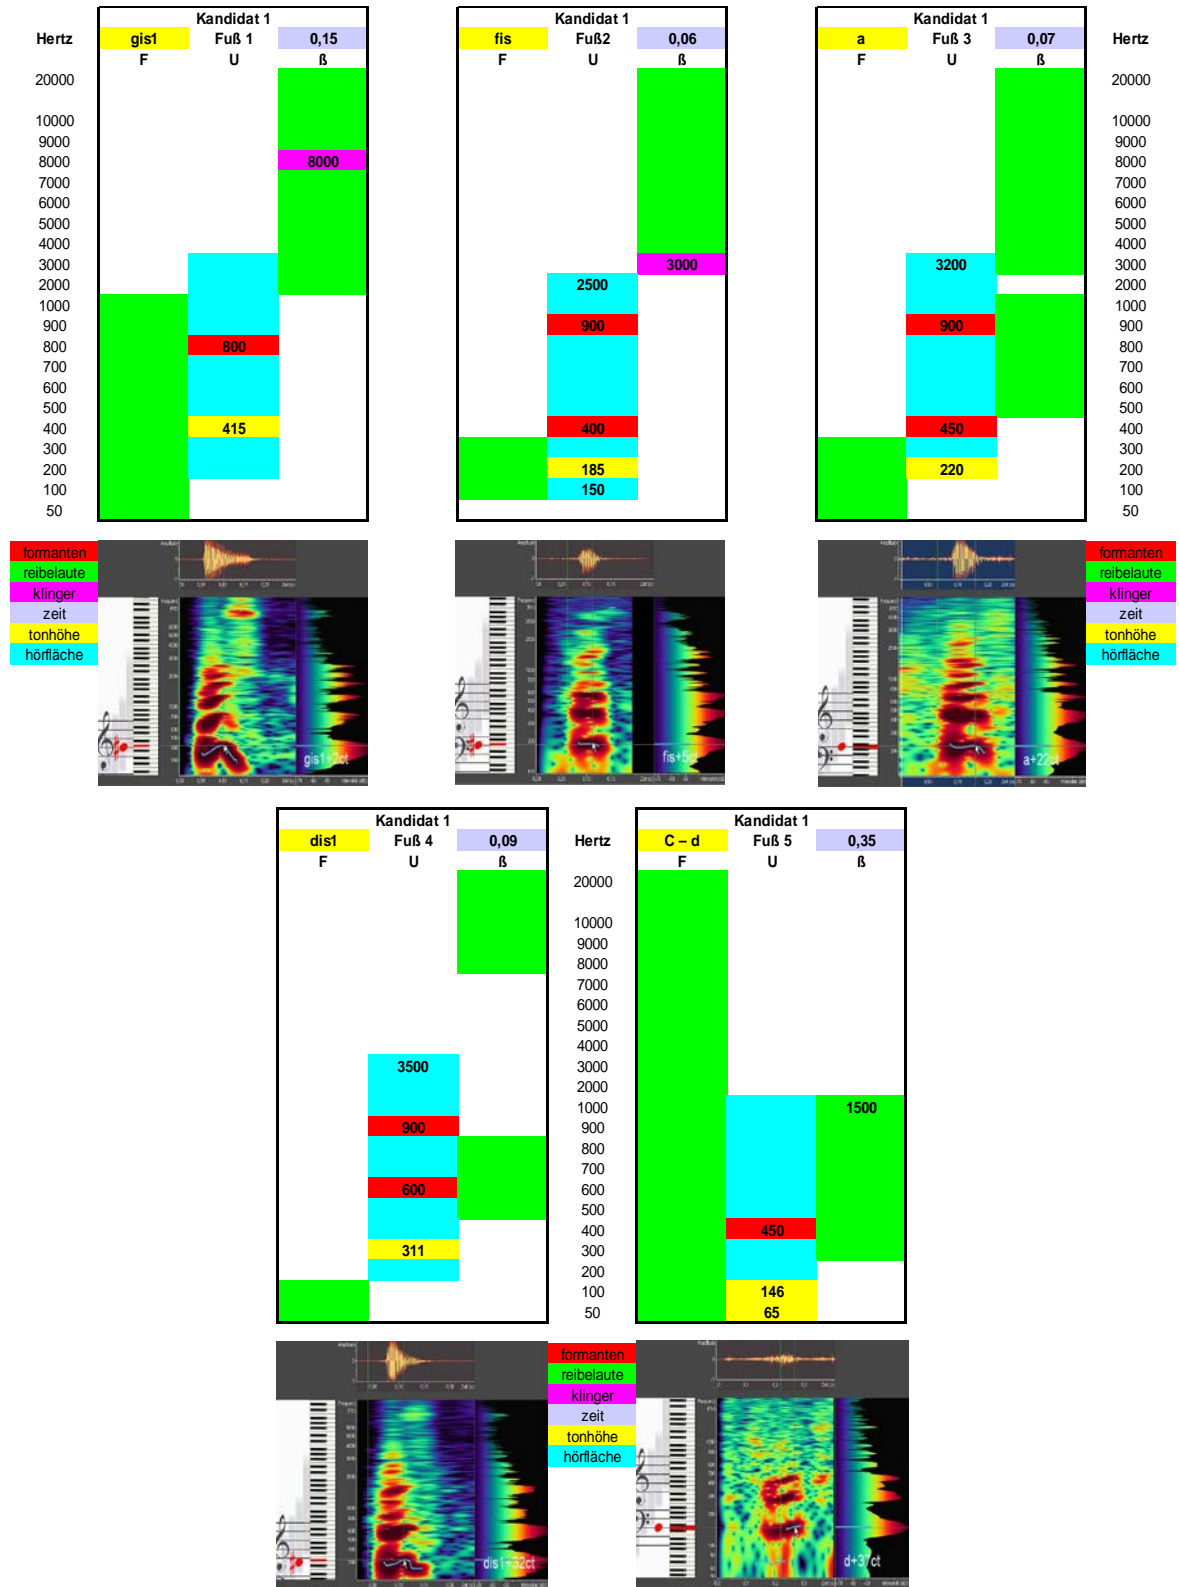 Kandidat 1 Kandidat 1 Kandidat 1
Hertz gis1 Fuß 1 0,15 fis Fuß2 0,06 a Fuß 3 0,07 Hertz
F U ß F U ß F U ß
20000 20000
10000 10000
9000 9000
8000 8000 8000
7000 7000
6000 6000
5000 5000
4000 4000
3000 3000 3200 3000
2000 2500 2000
1000 1000
900 900 900 900
800 800 800
700 700
600 600
500 500
400 415 400 450 400
300 300
200 185 220 200
100 150 100
50 50
formanten formanten
reibelaute reibelaute
klinger klinger
zeit zeit
tonhöhe tonhöhe
hörfläche hörfläche
gis1+2ct fis+5ct a+22ct
Kandidat 1 Kandidat 1
dis1 Fuß 4 0,09 Hertz C – d Fuß 5 0,35
F U ß F U ß
20000
10000
9000
8000
7000
6000
5000
4000
3500 3000
2000
1000 1500
900 900
800
700
600 600
500
400 450
311 300
200
100 146
50 65
formanten
reibelaute
klinger
zeit
tonhöhe
hörfläche
dis1+32ct d+37ct